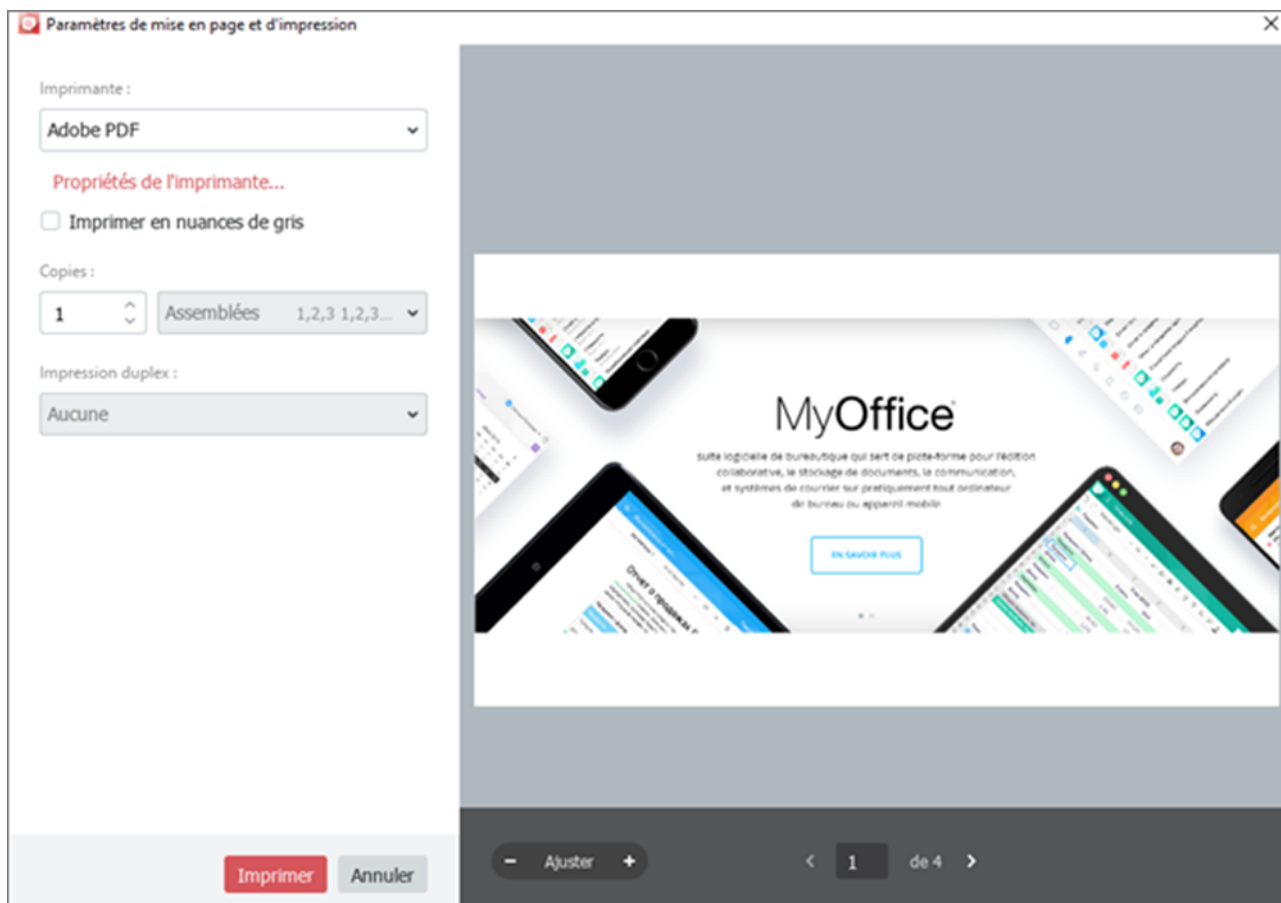 Paramètres de mise en page et d'impression
Imprimante :
Adobe PDF
Propriétés de l'imprimante...
Imprimer en nuances de gris
Copies :
1
Assemblées 1,2,3 1,2,3...
Impression duplex :
Aucune
Imprimer
Annuler
MyOffice
suite logicielle de bureautique qui sert de plate-forme pour l'édition
collaborative, le stockage de documents, la communication,
et systèmes de courrier sur pratiquement tout ordinateur
de bureau ou appareil mobile
EN SAVOIR PLUS
Отчет о продажах
- Ajuster +
< 1 de 4 >